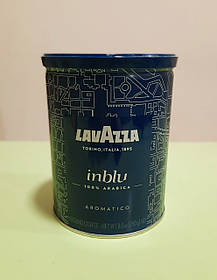 LAVAZZA
TORINO, ITALIA, 1895
inblu
100% ARABICA
AROMATICO